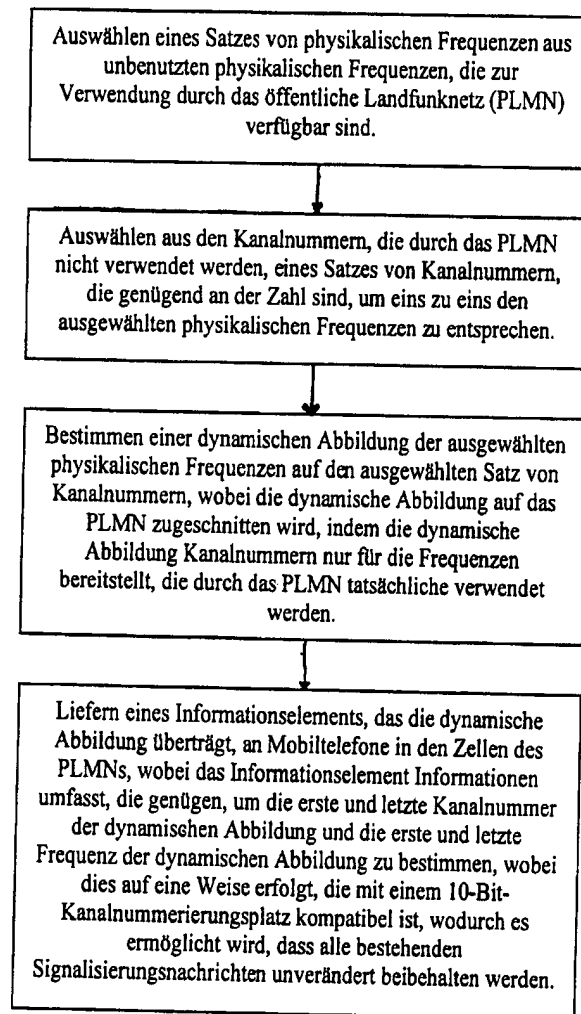 Auswählen eines Satzes von physikalischen Frequenzen aus
unbenutzten physikalischen Frequenzen, die zur
Verwendung durch das öffentliche Landfunknetz (PLMN)
verfügbar sind.
Auswählen aus den Kanalnummern, die durch das PLMN
nicht verwendet werden, eines Satzes von Kanalnummern,
die genügend an der Zahl sind, um eins zu eins den
ausgewählten physikalischen Frequenzen zu entsprechen.
Bestimmen einer dynamischen Abbildung der ausgewählten
physikalischen Frequenzen auf den ausgewählten Satz von
Kanalnummern, wobei die dynamische Abbildung auf das
PLMN zugeschnitten wird, indem die dynamische
Abbildung Kanalnummern nur für die Frequenzen
bereitstellt, die durch das PLMN tatsächliche verwendet
werden.
Liefern eines Informationselements, das die dynamische
Abbildung überträgt, an Mobiltelefone in den Zellen des
PLMNs, wobei das Informationselement Informationen
umfasst, die genügen, um die erste und letzte Kanalnummer
der dynamischen Abbildung und die erste und letzte
Frequenz der dynamischen Abbildung zu bestimmen, wobei
dies auf eine Weise erfolgt, die mit einem 10-Bit-
Kanalnummerierungsplatz kompatibel ist, wodurch es
ermöglicht wird, dass alle bestehenden
Signalisierungsnachrichten unverändert beibehalten werden.